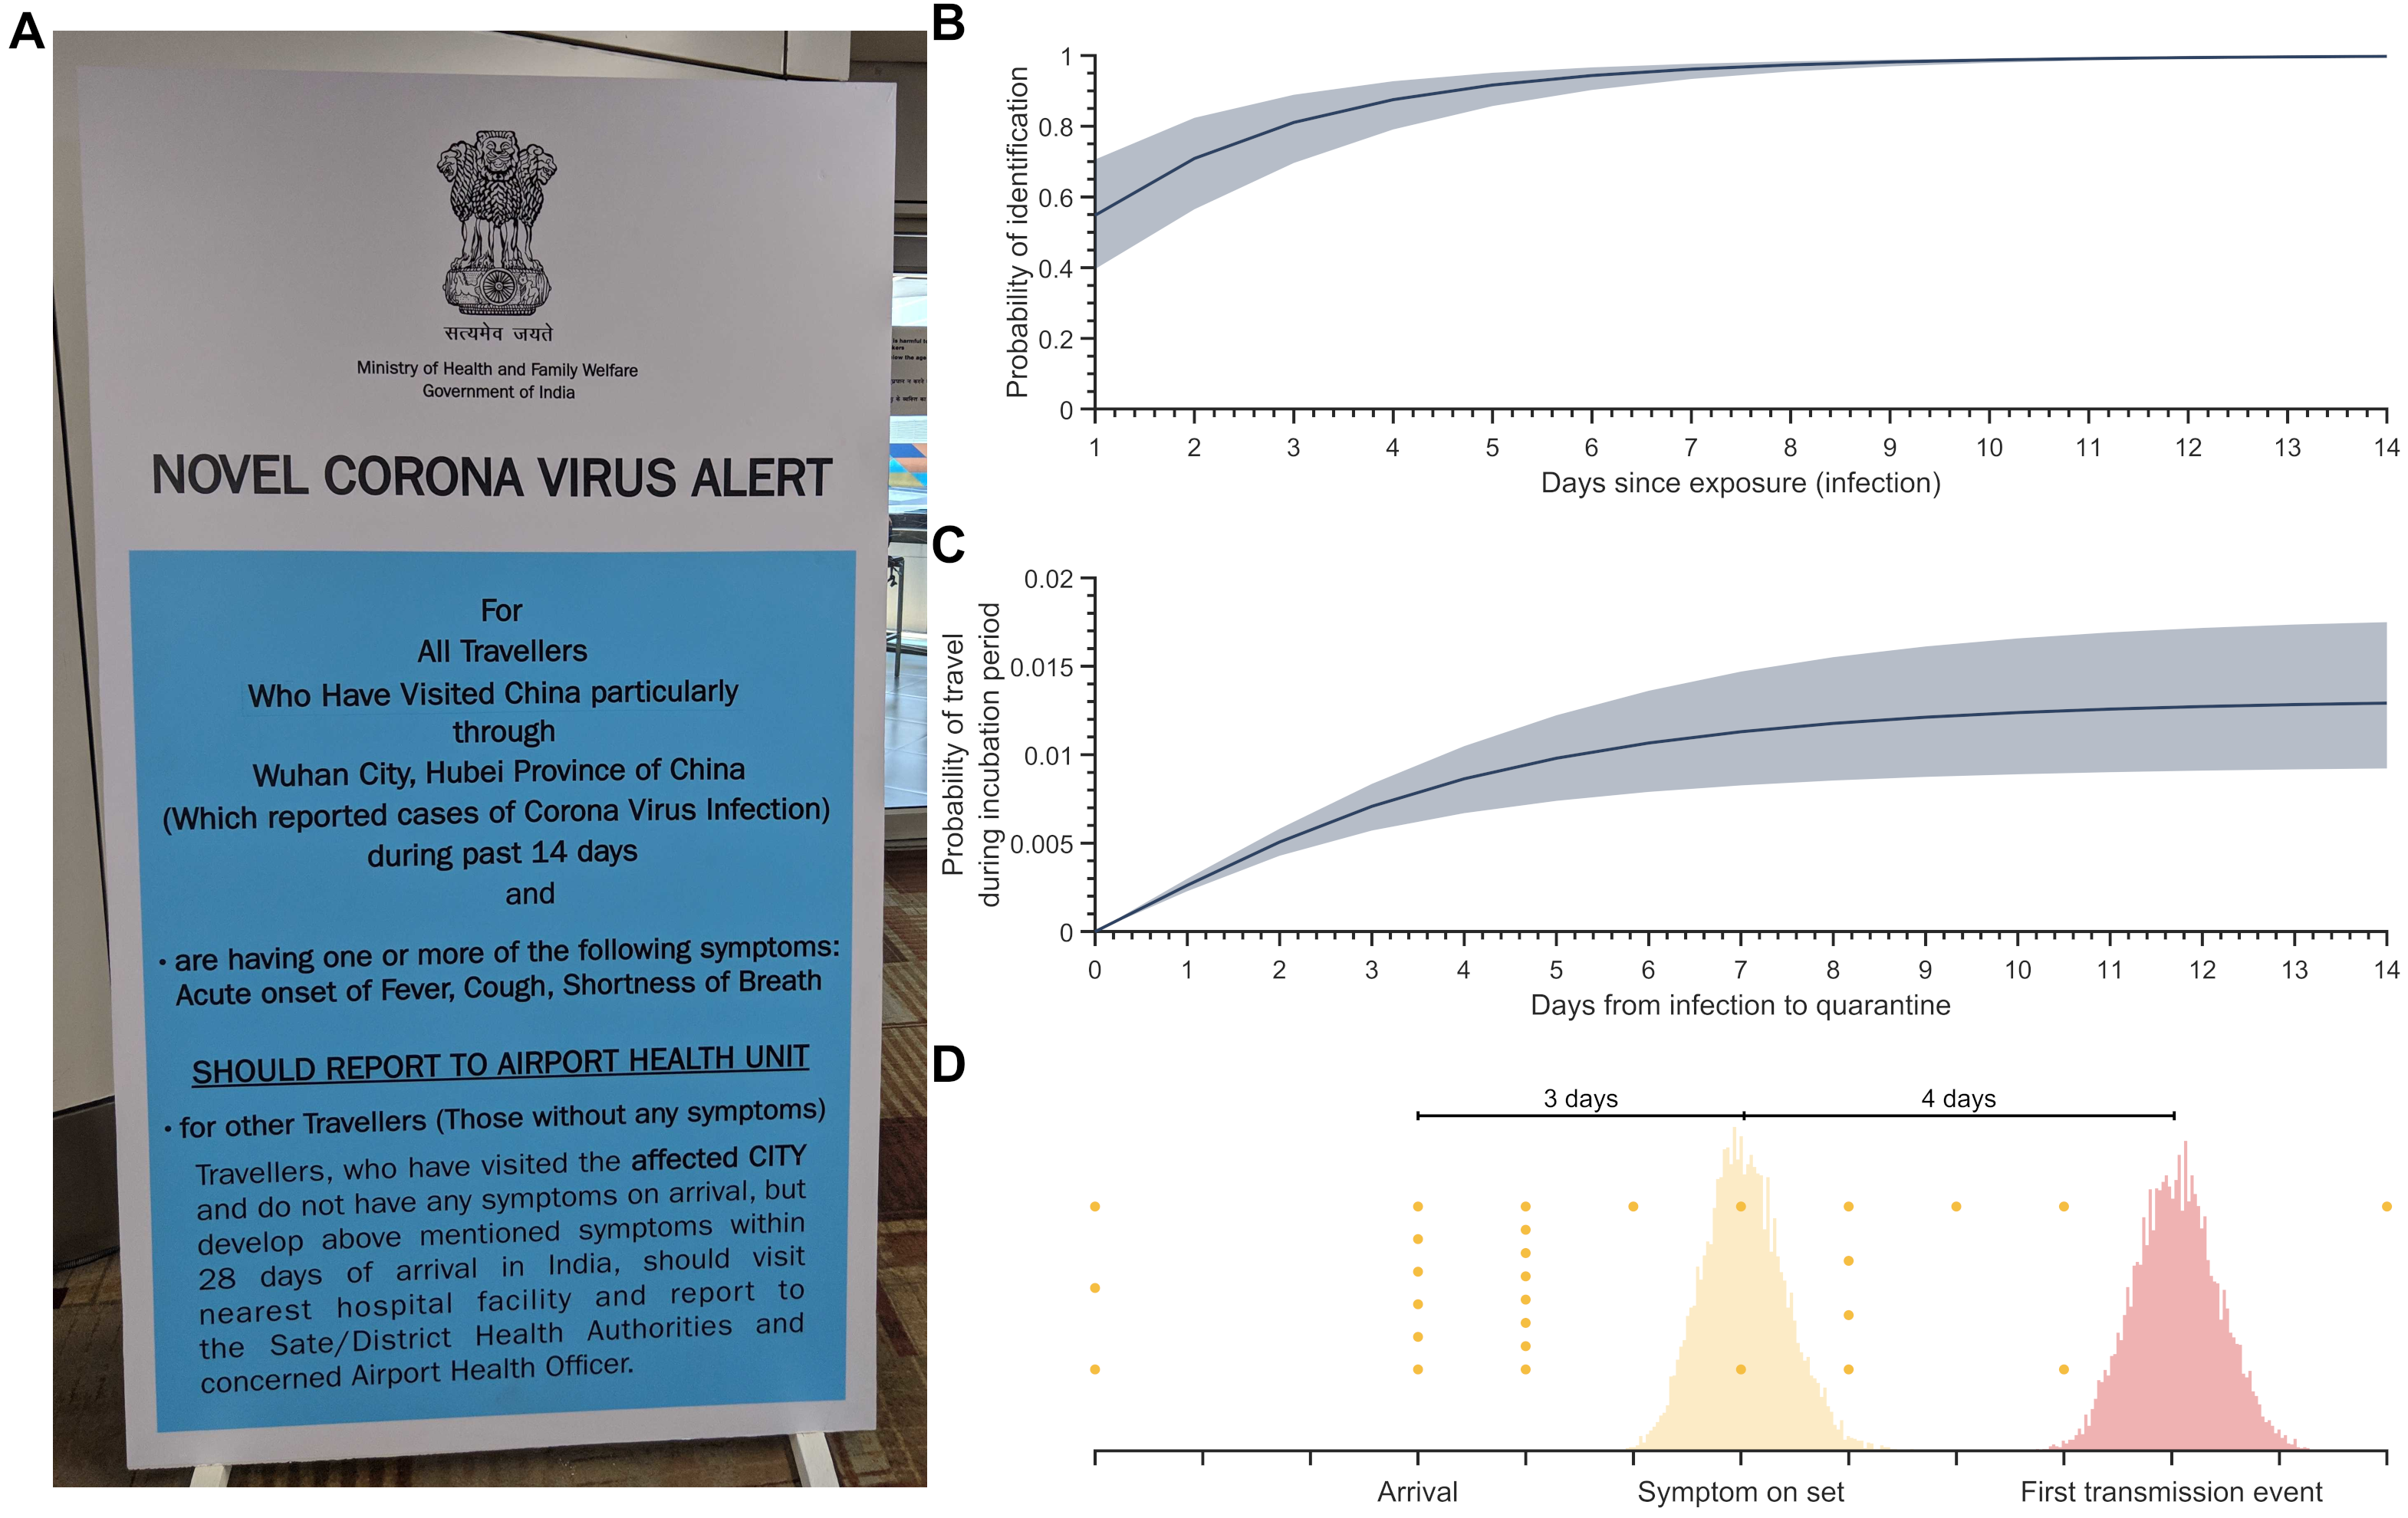 A
सत्यमेव जयते
Ministry of Health and Family Welfare
Government of India
NOVEL CORONA VIRUS ALERT
For
All Travellers
Who Have Visited China particularly
through
Wuhan City, Hubei Province of China
(Which reported cases of Corona Virus Infection)
during past 14 days
and
• are having one or more of the following symptoms:
Acute onset of Fever, Cough, Shortness of Breath
SHOULD REPORT TO AIRPORT HEALTH UNIT
• for other Travellers (Those without any symptoms)
Travellers, who have visited the affected CITY
and do not have any symptoms on arrival, but
develop above mentioned symptoms within
28 days of arrival in India, should visit
nearest hospital facility and report to
the Sate/District Health Authorities and
concerned Airport Health Officer.
is harmful
B
Probability of identification
1
0.8
0.6
0.4
0.2
0
1 2 3 4 5 6 7 8 9 10 11 12 13 14
Days since exposure (infection)
C
Probability of travel
during incubation period
0.02
0.015
0.01
0.005
0
0 1 2 3 4 5 6 7 8 9 10 11 12 13 14
Days from infection to quarantine
D
3 days 4 days
Arrival Symptom on set First transmission event